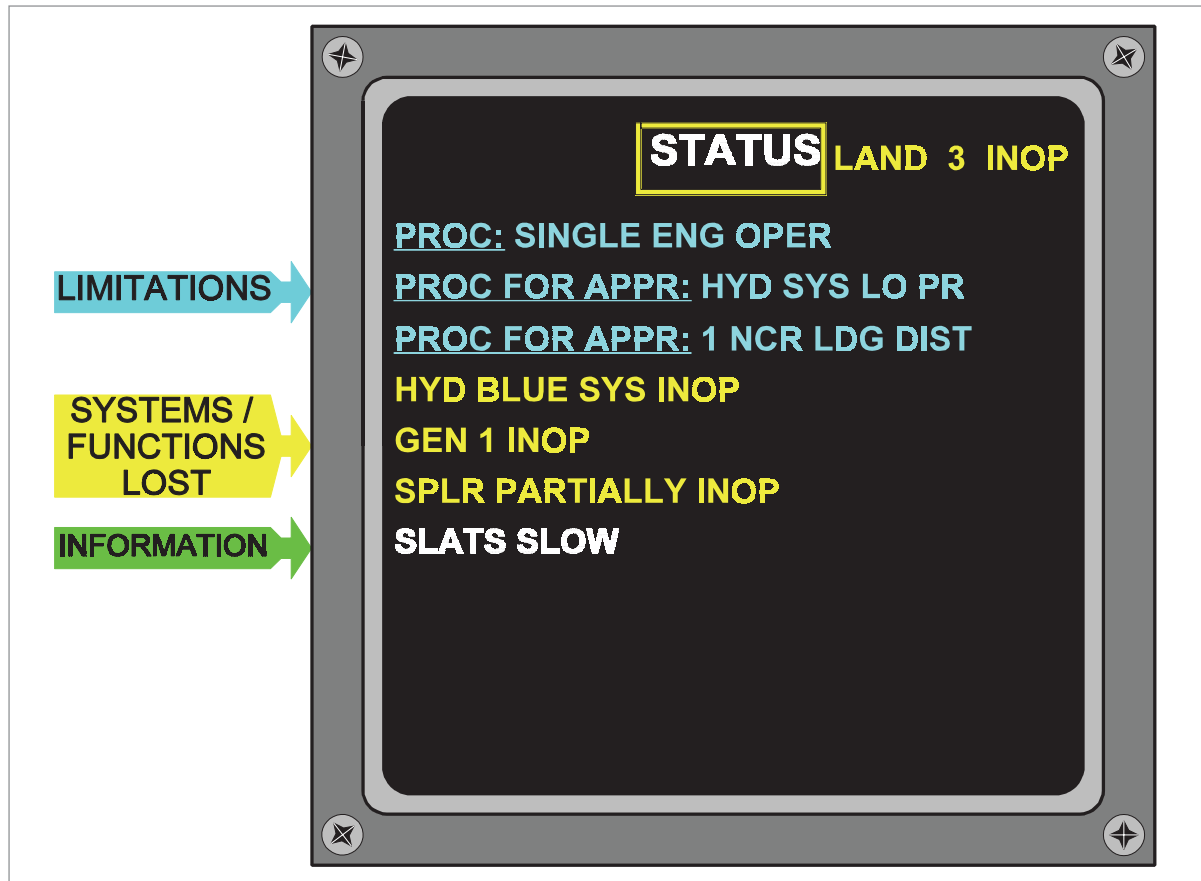 STATUS LAND 3 INOP
PROC: SINGLE ENG OPER
LIMITATIONS
PROC FOR APPR: HYD SYS LO PR
PROC FOR APPR: 1 NCR LDG DIST
HYD BLUE SYS INOP
SYSTEMS /
FUNCTIONS
LOST
GEN 1 INOP
SPLR PARTIALLY INOP
INFORMATION
SLATS SLOW